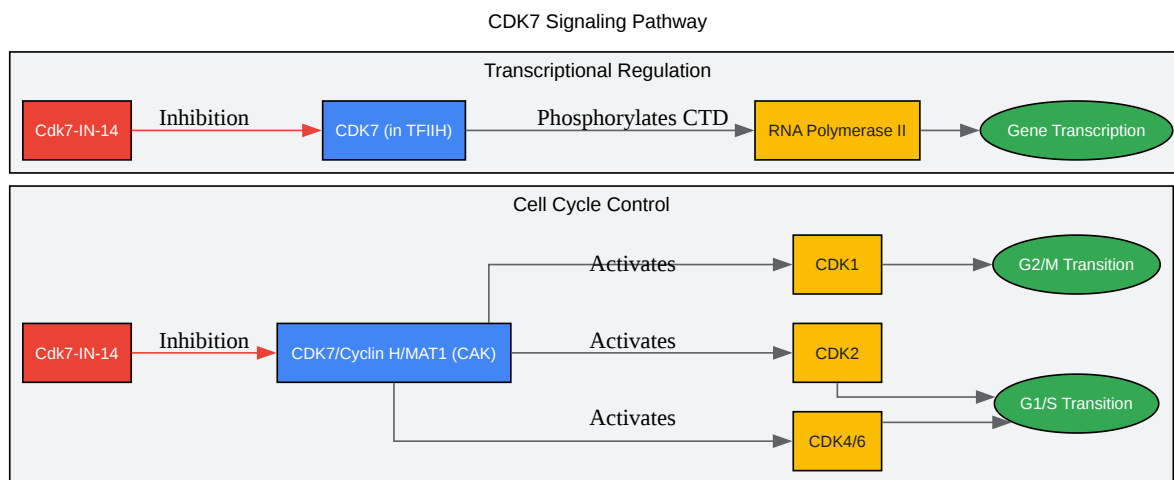 CDK7 Signaling Pathway
Transcriptional Regulation
Cdk7-IN-14
Inhibition
CDK7 (in TFIIH)
Phosphorylates CTD
RNA Polymerase II
Gene Transcription
Cell Cycle Control
Activates
CDK1
G2/M Transition
Cdk7-IN-14
Inhibition
CDK7/Cyclin H/MAT1 (CAK)
Activates
CDK2
G1/S Transition
Activates
CDK4/6